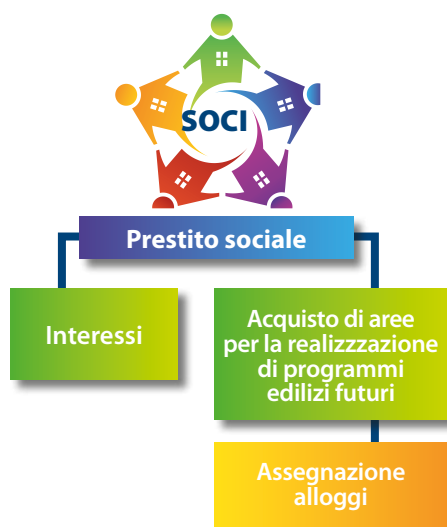 SOCI
Prestito sociale
Interessi
Acquisto di aree
per la realizzzazione
di programmi
edilizi futuri
Assegnazione
alloggi